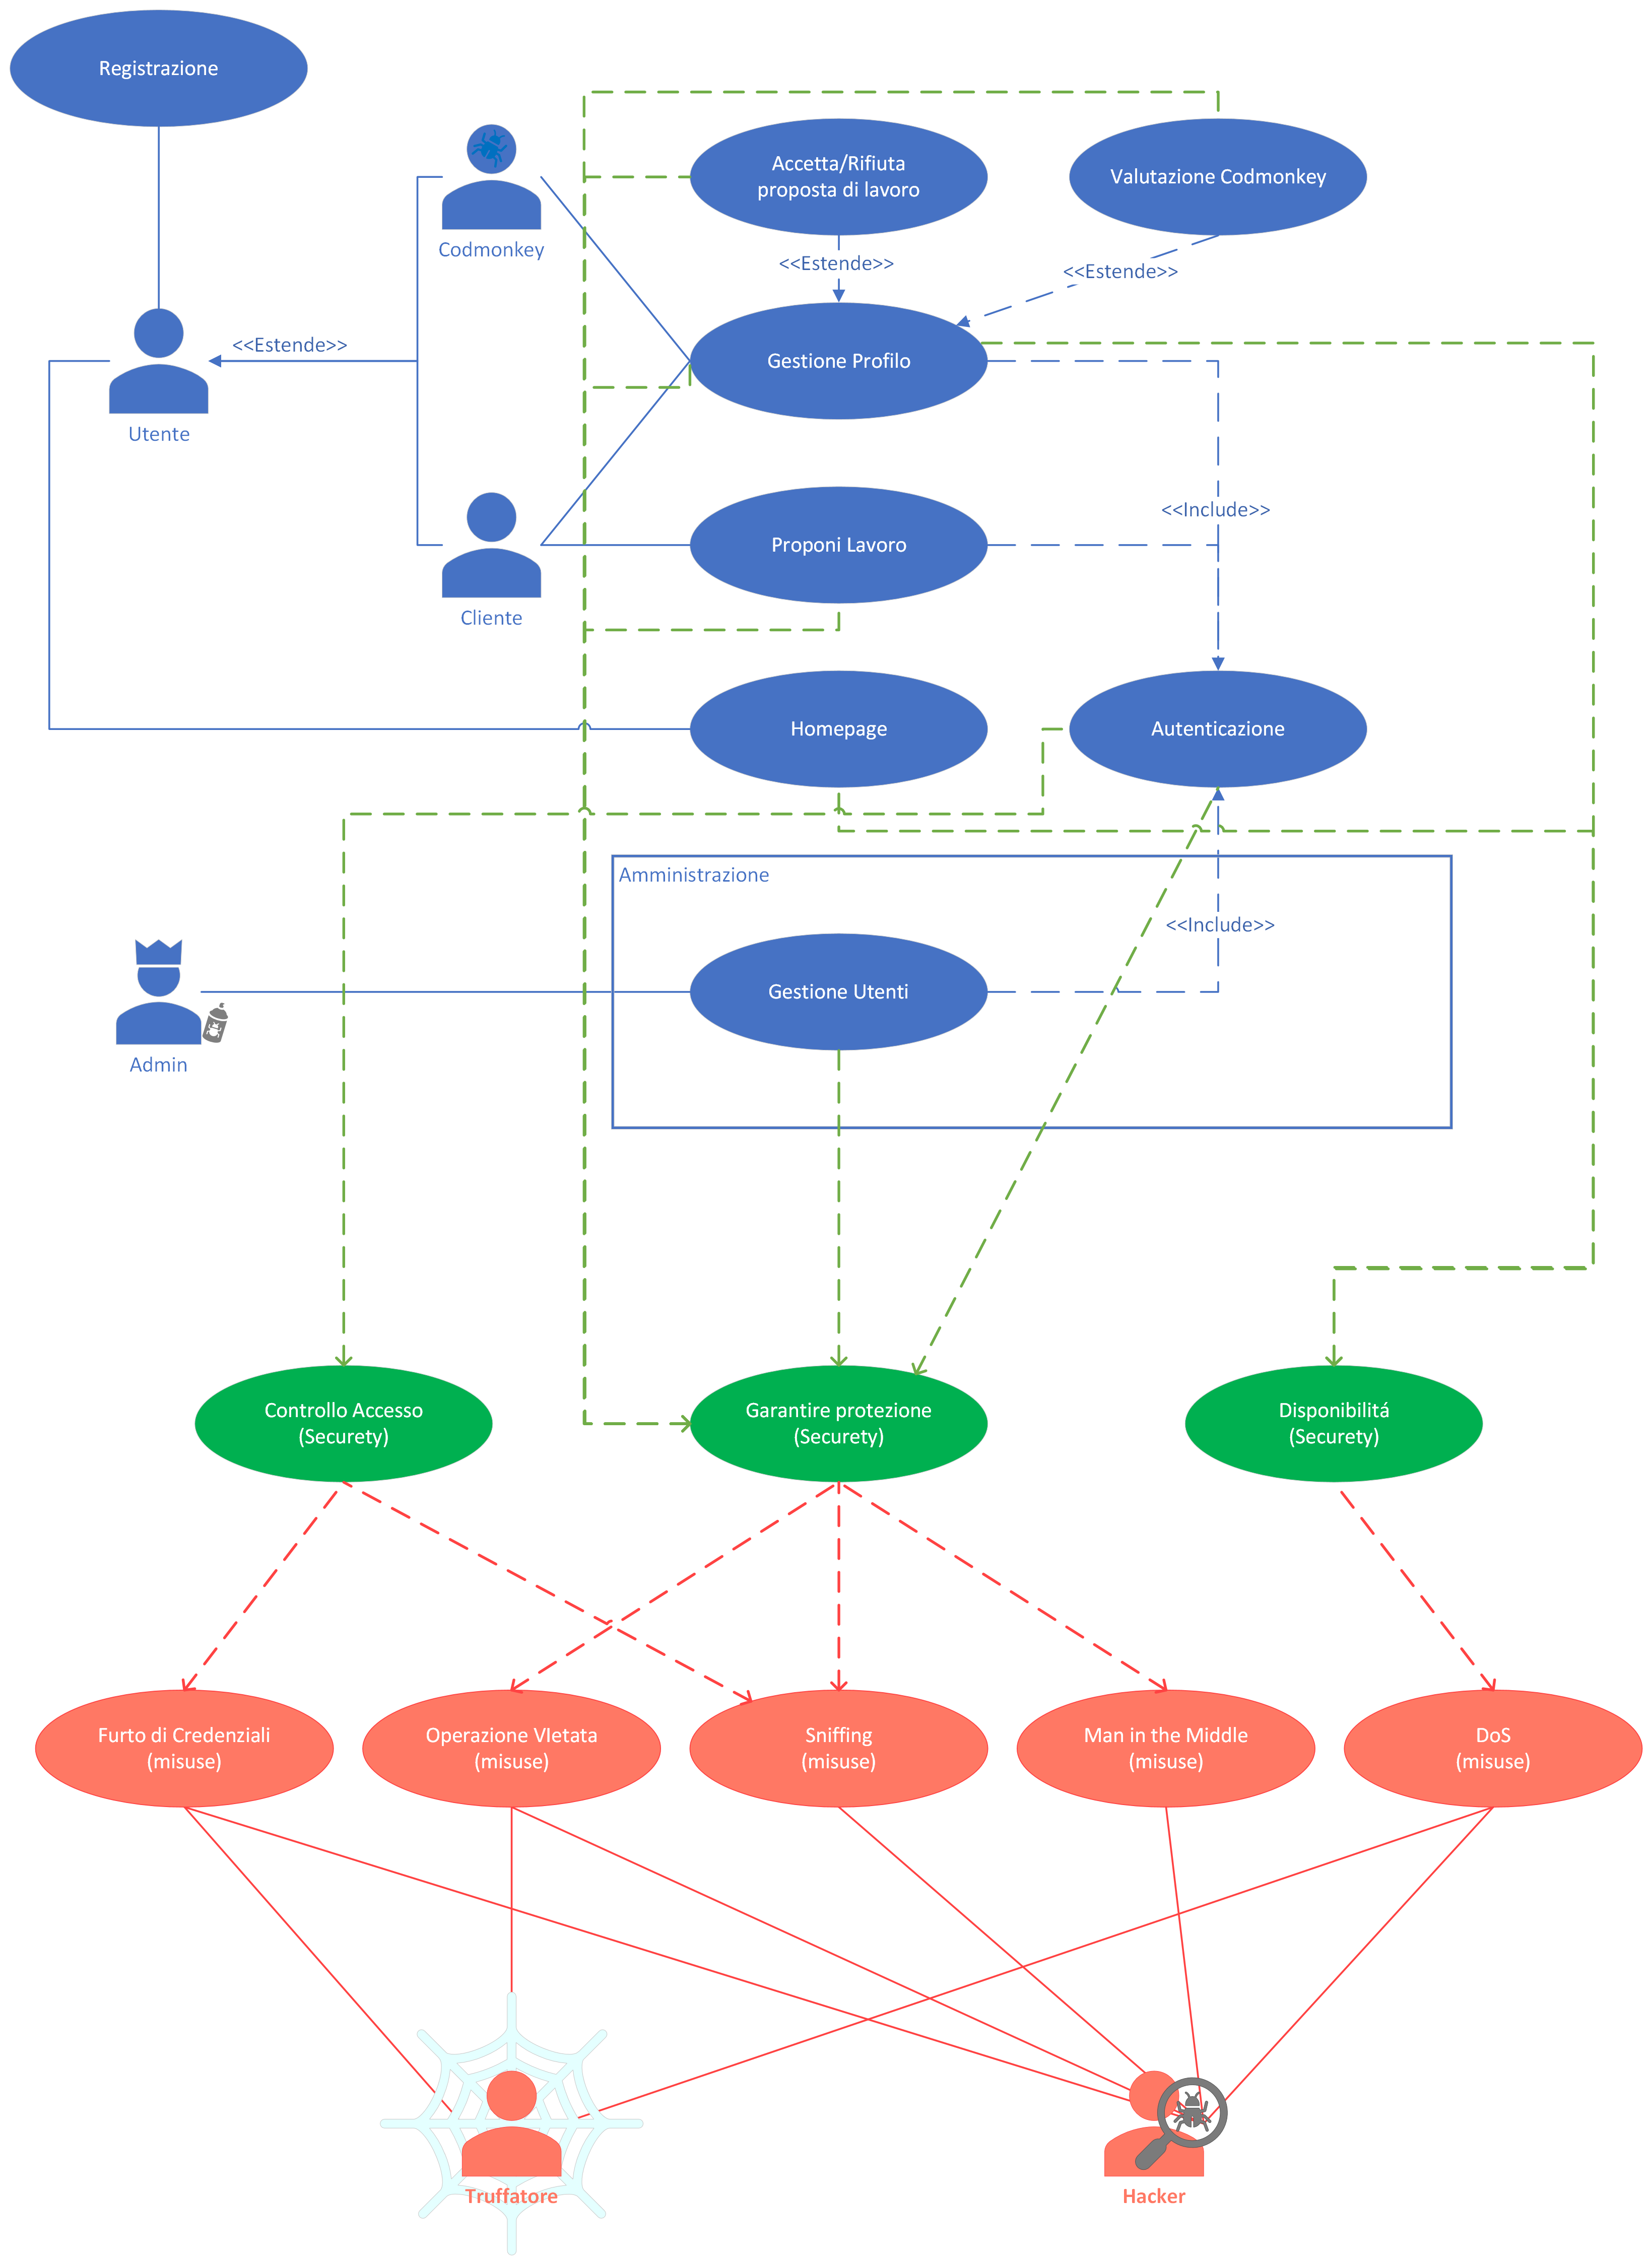 Registrazione
Accetta/Rifiuta
proposta di lavoro
Valutazione Codmonkey
Codmonkey
<<Estende>>
<<Estende>>
<<Estende>>
Gestione Profilo
Utente
<<Include>>
Proponi Lavoro
Cliente
Homepage
Autenticazione
Amministrazione
<<Include>>
Gestione Utenti
Admin
Controllo Accesso
(Securety)
Garantire protezione
(Securety)
Disponibilitá
(Securety)
Furto di Credenziali
(misuse)
Operazione VIetata
(misuse)
Sniffing
(misuse)
Man in the Middle
(misuse)
DoS
(misuse)
Truffatore
Hacker